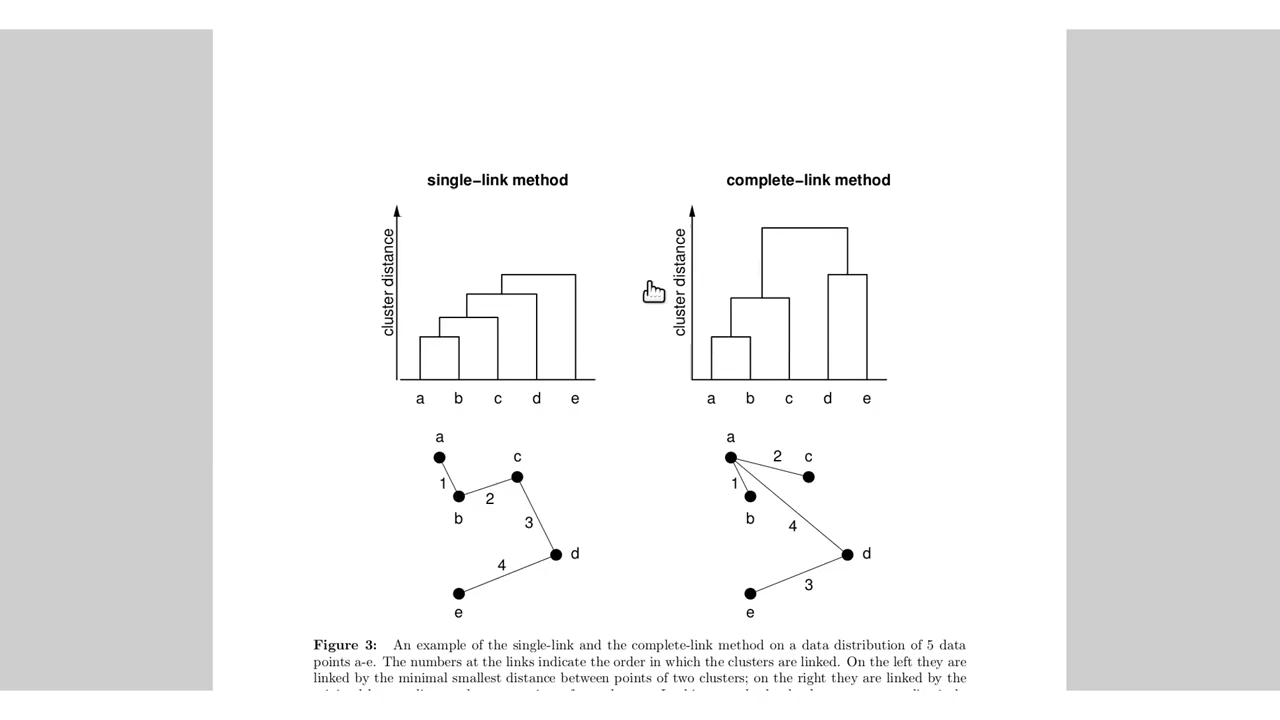 single−link method
complete−link method
cluster distance
cluster distance
a b c d e
a b c d e
a
c
1
2
b
3
d
4
e
a
2 c
1
b
4
d
3
e
Figure 3: An example of the single-link and the complete-link method on a data distribution of 5 data
points a-e. The numbers at the links indicate the order in which the clusters are linked. On the left they are
linked by the minimal smallest distance between points of two clusters; on the right they are linked by the